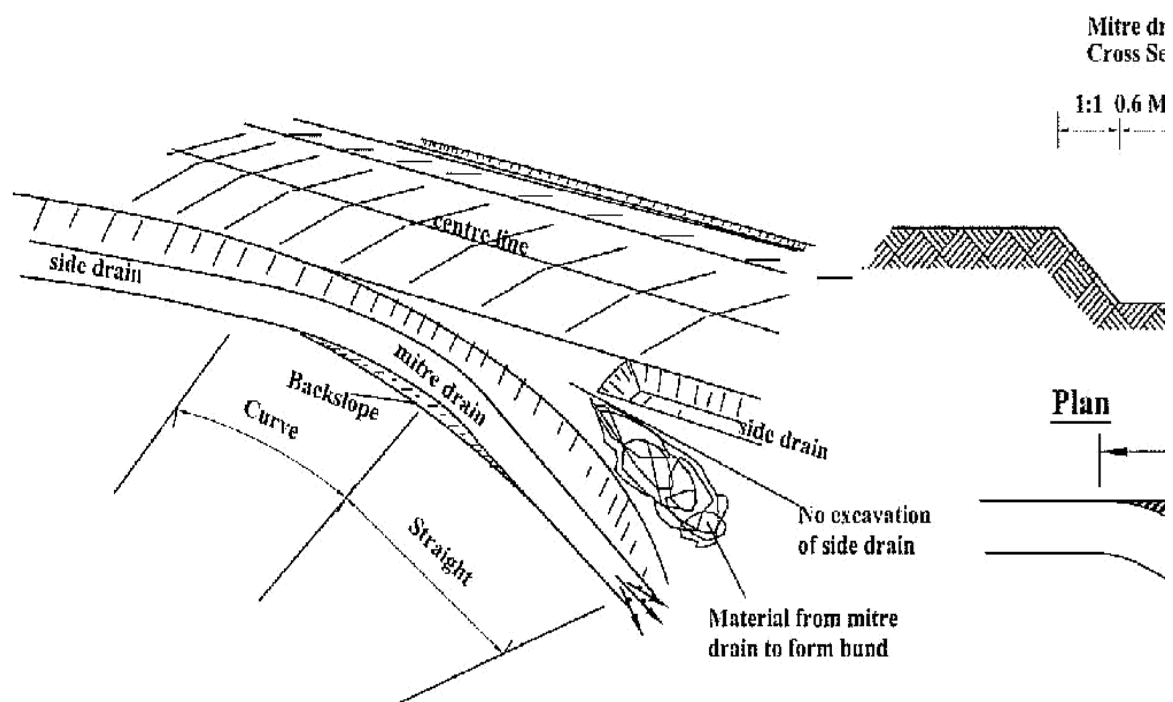 Mitre dr
Cross Se
1:1 0.6 M
centre line
side drain
mitre drain
Backslope
Curve
Straight
side drain
Plan
No excavation
of side drain
Material from mitre
drain to form bund